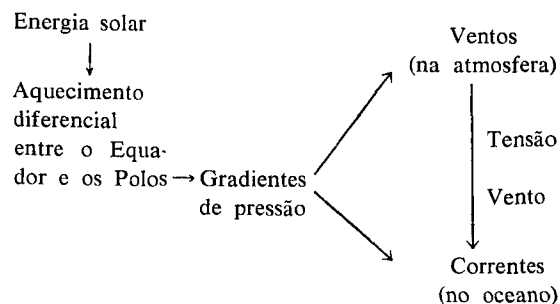 Energia solar
Aquecimento
diferencial
entre o Equa-
dor e os Polos → Gradientes
de pressão
Ventos
(na atmosfera)
Tensão
Vento
Correntes
(no oceano)